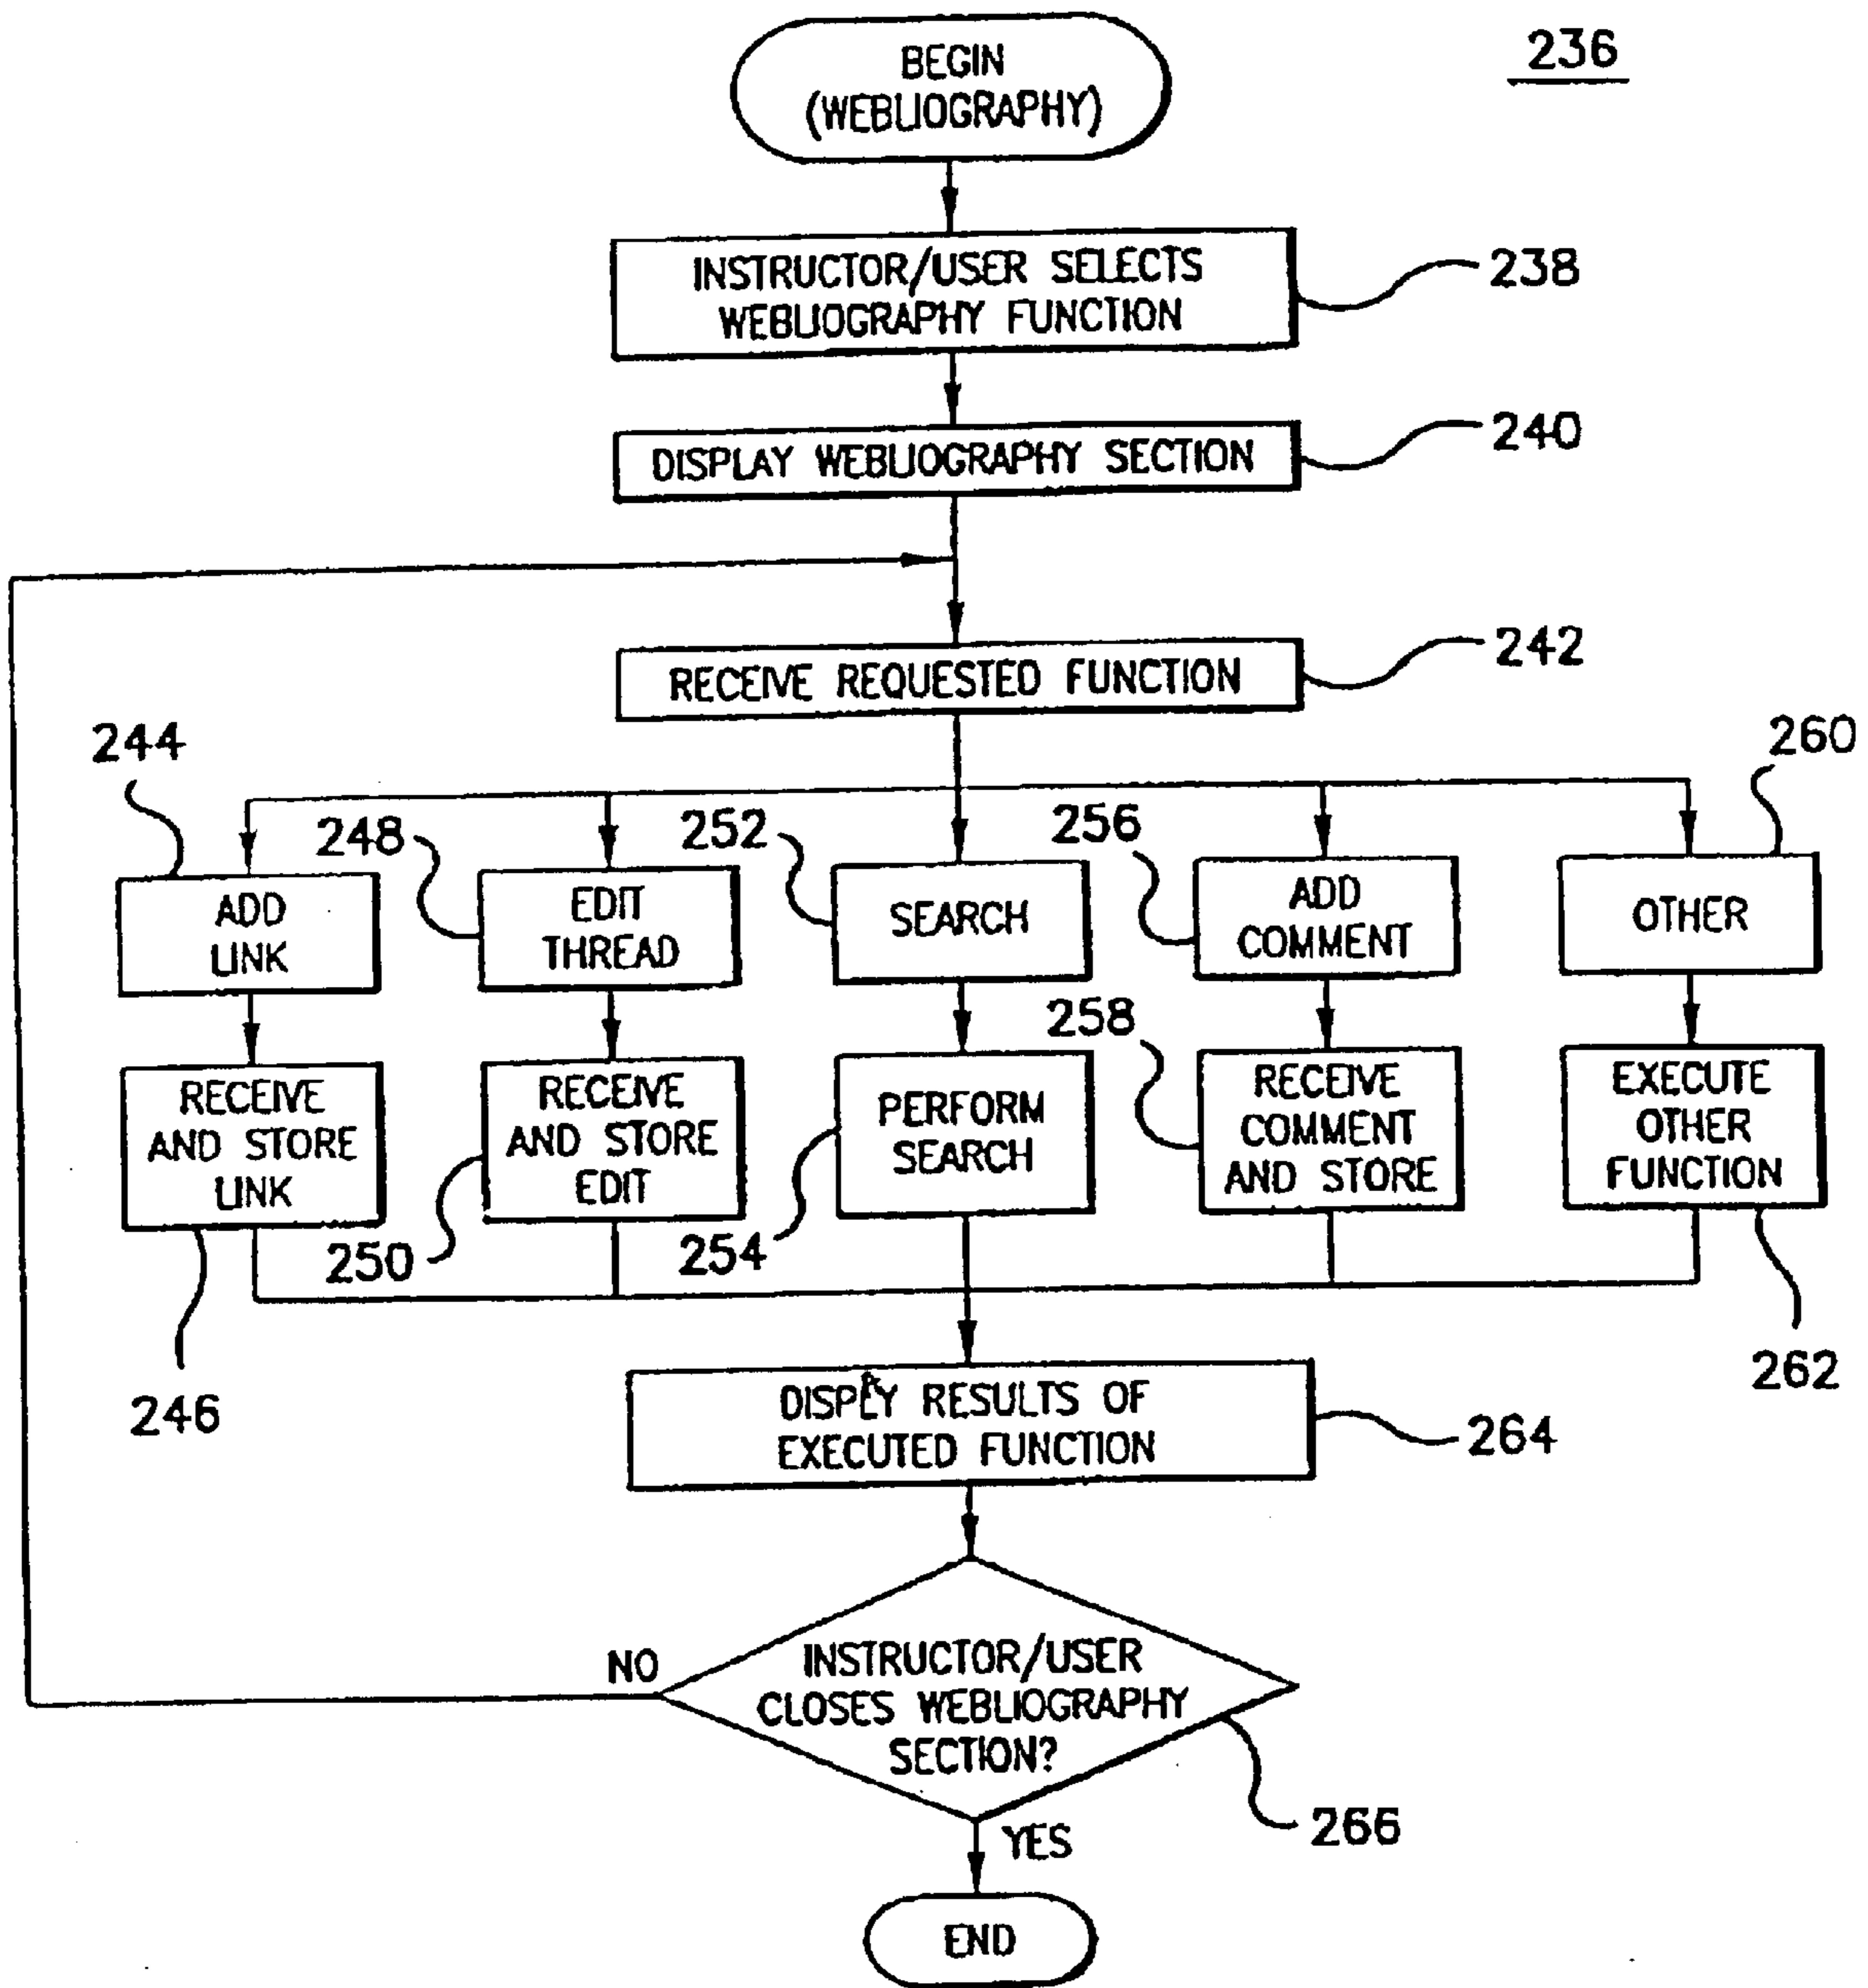 236
BEGIN
(WEBLIOGRAPHY)
INSTRUCTOR/USER SELECTS
WEBLIOGRAPHY FUNCTION
238
DISPLAY WEBLIOGRAPHY SECTION
240
RECEIVE REQUESTED FUNCTION
242
244
248
252
256
260
ADD
LINK
EDIT
THREAD
SEARCH
ADD
COMMENT
OTHER
258
RECEIVE
AND STORE
LINK
RECEIVE
AND STORE
EDIT
PERFORM
SEARCH
RECEIVE
COMMENT
AND STORE
EXECUTE
OTHER
FUNCTION
246
250
254
262
DISPLY RESULTS OF
EXECUTED FUNCTION
264
NO
INSTRUCTOR/USER
CLOSES WEBLIOGRAPHY
SECTION?
266
YES
END